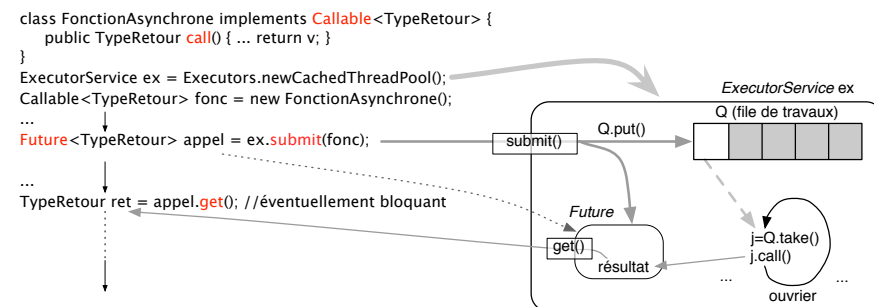 class FonctionAsynchrone implements Callable<TypeRetour> {
public TypeRetour call() { ... return v; }
}
ExecutorService ex = Executors.newCachedThreadPool();
Callable<TypeRetour> fonc = new FonctionAsynchrone();
...
Future<TypeRetour> appel = ex.submit(fonc);
...
TypeRetour ret = appel.get(); //éventuellement bloquant
ExecutorService ex
Q (file de travaux)
submit()
Q.put()
Future
get()
résultat
j=Q.take()
j.call()
...
ouvrier
...